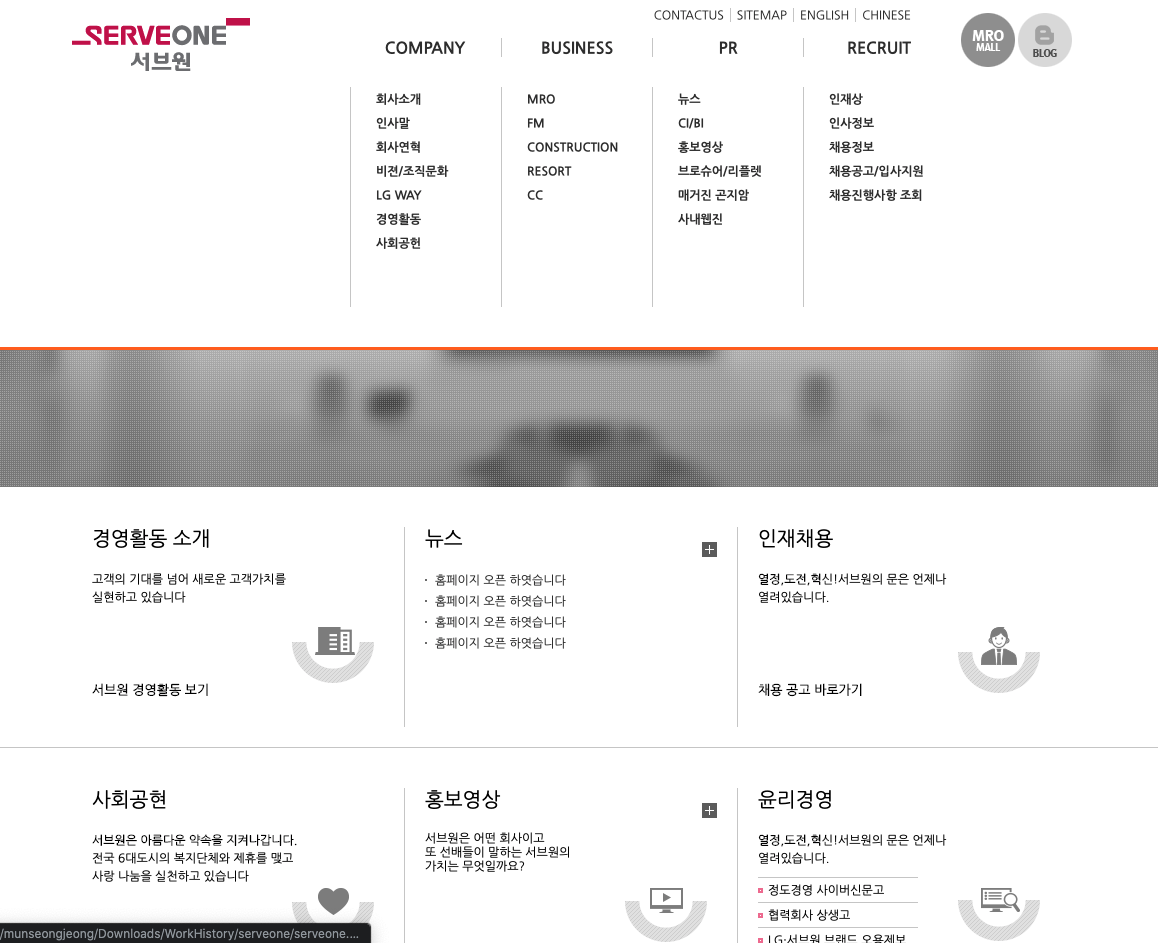 CONTACTUS SITEMAP ENGLISH CHINESE
SERVEONE
서브원
COMPANY BUSINESS PR RECRUIT
MRO
MALL
BLOG
회사소개
인사말
회사연혁
비젼/조직문화
LG WAY
경영활동
사회공헌
MRO
FM
CONSTRUCTION
RESORT
CC
뉴스
CI/BI
홍보영상
브로슈어/리플렛
매거진 곤지암
사내웹진
인재상
인사정보
채용정보
채용공고/입사지원
채용진행사항 조회
경영활동 소개
고객의 기대를 넘어 새로운 고객가치를
실현하고 있습니다
서브원 경영활동 보기
뉴스
· 홈페이지 오픈 하엿습니다
· 홈페이지 오픈 하엿습니다
· 홈페이지 오픈 하엿습니다
· 홈페이지 오픈 하엿습니다
인재채용
열정,도전,혁신!서브원의 문은 언제나
열려있습니다.
채용 공고 바로가기
사회공현
서브원은 아름다운 약속을 지켜나갑니다.
전국 6대도시의 복지단체와 제휴를 맺고
사랑 나눔을 실천하고 있습니다
홍보영상
서브원은 어떤 회사이고
또 선배들이 말하는 서브원의
가치는 무엇일까요?
윤리경영
열정,도전,혁신!서브원의 문은 언제나
열려있습니다.
정도경영 사이버신문고
협력회사 상생고
LG·서브원 브랜드 오용제보
/munseongjeong/Downloads/WorkHistory/serveone/serveone....